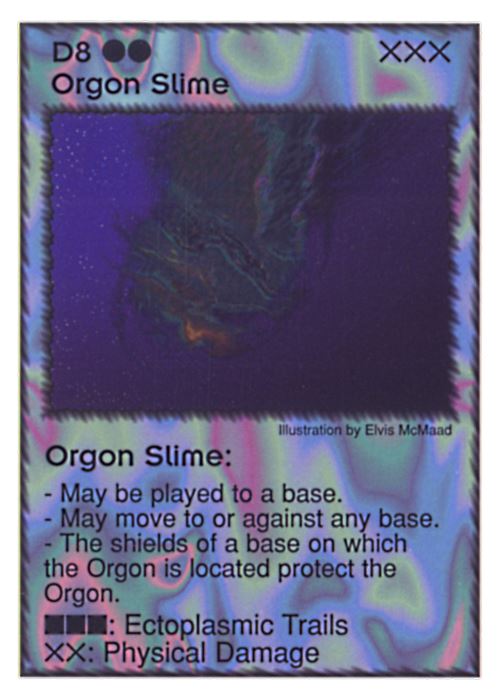 D8 ●● XXX
Orgon Slime
Illustration by Elvis McMaad
Orgon Slime:
- May be played to a base.
- May move to or against any base.
- The shields of a base on which
the Orgon is located protect the
Orgon.
■■■: Ectoplasmic Trails
XX: Physical Damage